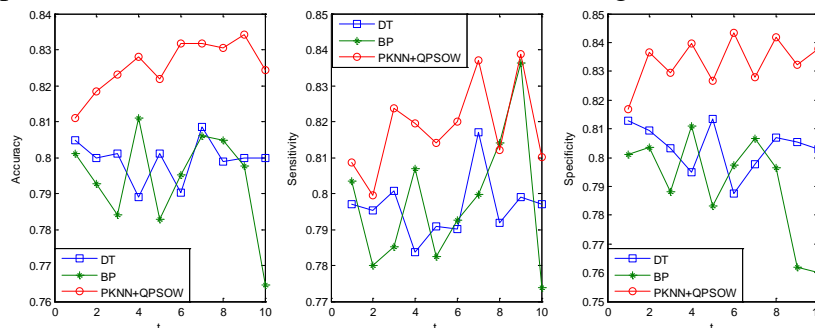 0.84
0.83
0.82
0.81
0.8
0.79
0.78
0.77
0.76
Accuracy
0 2 4 6 8 10
t
DT
BP
PKNN+QPSOW
0.85
0.84
0.83
0.82
0.81
0.8
0.79
0.78
0.77
Sensitivity
0 2 4 6 8 10
t
DT
BP
PKNN+QPSOW
0.85
0.84
0.83
0.82
0.81
0.8
0.79
0.78
0.77
0.76
0.75
Specificity
0 2 4 6 8
t
DT
BP
PKNN+QPSOW